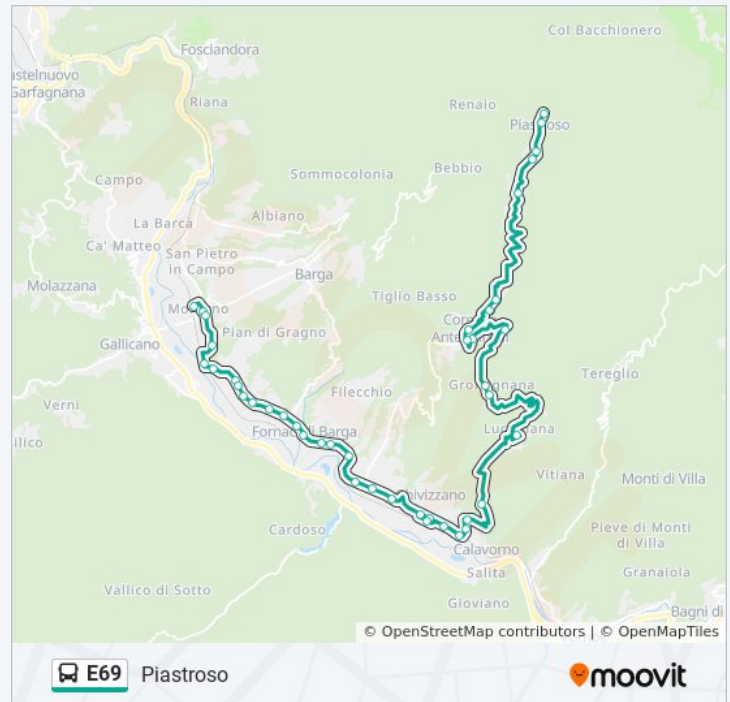 Col Bacchionero
Fosciandora
astelnuovo
Garfagnana
Riana
Renaio
Piastroso
Bebbio
Sommocolonia
Campo
Albiano
La Barca
Ca' Matteo
San Pietro
in Campo
Barga
Molazzana
Tiglio Basso
Mologno
Pian di Gragno
Gallicano
Tereglio
Filecchio
Verni
Fornaci di Barga
ilico
Vitiana
Monti di Villa
Cardoso
Pieve di Monti
di Villa
Calavorno
Salita
Granaiola
Vallico di Sotto
Gioviano
Bagni di
© OpenStreetMap contributors | © OpenMapTiles
E69 Piastroso
moovit